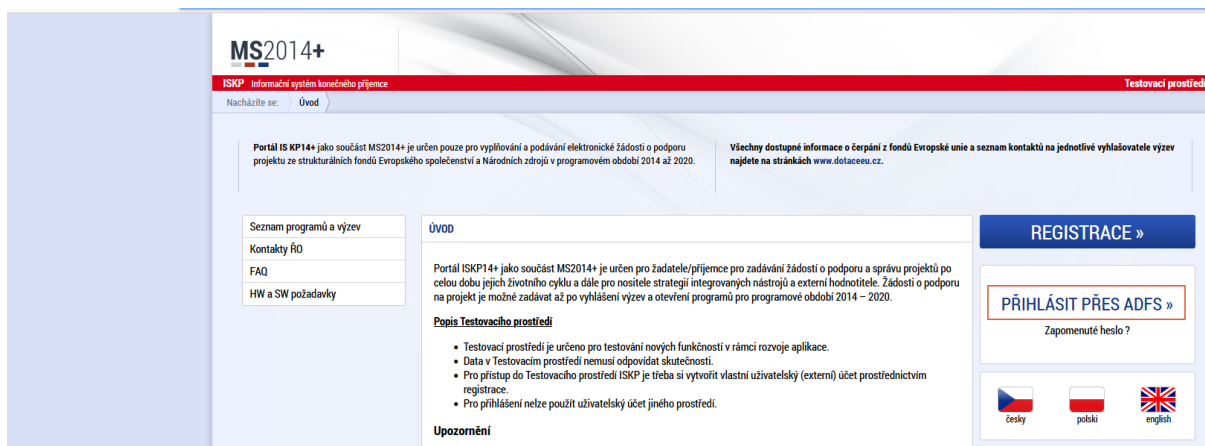 MS2014+
ISKP Informační systém konečného příjemce
Testovací prostředí
Nacházíte se: Úvod
Portál IS KP14+ jako součást MS2014+ je určen pouze pro vyplňování a podávání elektronické žádosti o podporu
projektu ze strukturálních fondů Evropského společenství a Národních zdrojů v programovém období 2014 až 2020.
Všechny dostupné informace o čerpání z fondů Evropské unie a seznam kontaktů na jednotlivé vyhlašovatele výzev
najdete na stránkách www.dotaceeu.cz.
Seznam programů a výzev
Kontakty ŘO
FAQ
HW a SW požadavky
ÚVOD
Portál ISKP14+ jako součást MS2014+ je určen pro žadatele/příjemce pro zadávání žádostí o podporu a správu projektů po
celou dobu jejich životního cyklu a dále pro nositele strategií integrovaných nástrojů a externí hodnotitele. Žádosti o podporu
na projekt je možné zadávat až po vyhlášení výzev a otevření programů pro programové období 2014 – 2020.
Popis Testovacího prostředí
• Testovací prostředí je určeno pro testování nových funkčností v rámci rozvoje aplikace.
• Data v Testovacím prostředí nemusí odpovídat skutečnosti.
• Pro přístup do Testovacího prostředí ISKP je třeba si vytvořit vlastní uživatelský (externí) účet prostřednictvím
registrace.
• Pro přihlášení nelze použít uživatelský účet jiného prostředí.
Upozornění
REGISTRACE »
PŘIHLÁSIT PŘES ADFS »
Zapomenuté heslo ?
česky
polski
english